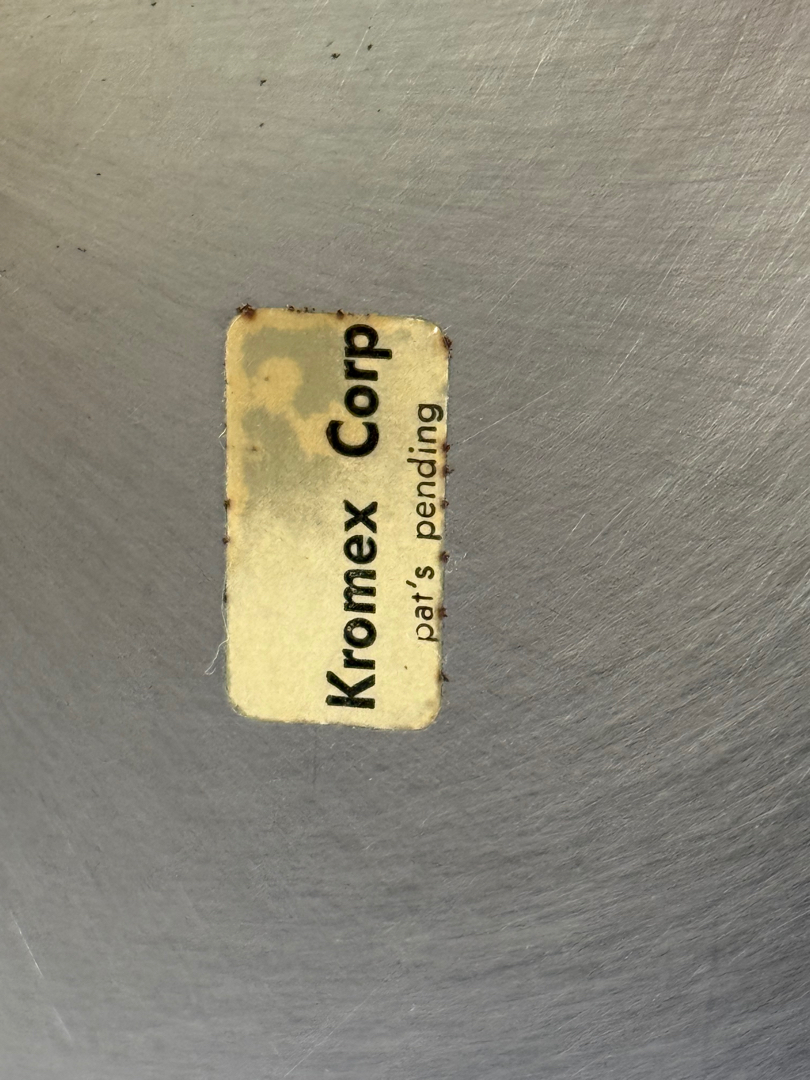 Kromex Corp
pat's pending